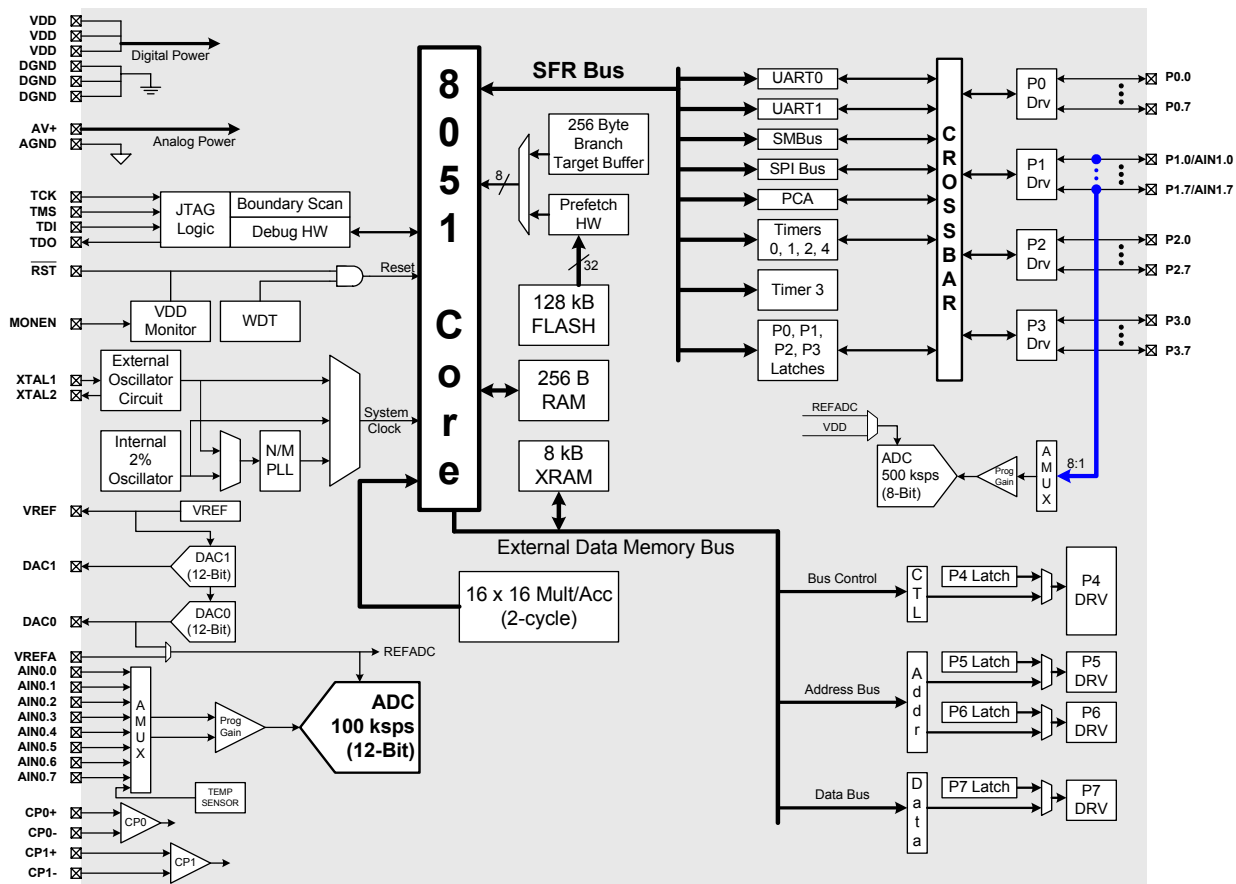 VDD
VDD
VDD
DGND
DGND
DGND
Digital Power
AV+
AGND
Analog Power
TCK
TMS
TDI
TDO
JTAG
Logic
Boundary Scan
Debug HW
RST
MONEN
VDD
Monitor
WDT
Reset
XTAL1
XTAL2
External
Oscillator
Circuit
Internal
2%
Oscillator
N/M
PLL
System
Clock
VREF
VREF
DAC1
DAC1
(12-Bit)
DAC0
DAC0
(12-Bit)
VREFA
REFADC
AIN0.0
AIN0.1
AIN0.2
AIN0.3
AIN0.4
AIN0.5
AIN0.6
AIN0.7
A
M
U
X
Prog
Gain
ADC
100 ksps
(12-Bit)
TEMP
SENSOR
CP0+
CP0-
CP0
CP1+
CP1-
CP1
8
0
5
1
C
o
r
e
SFR Bus
256 Byte
Branch
Target Buffer
8
Prefetch
HW
32
128 kB
FLASH
256 B
RAM
8 kB
XRAM
External Data Memory Bus
16 x 16 Mult/Acc
(2-cycle)
UART0
UART1
SMBus
SPI Bus
PCA
Timers
0, 1, 2, 4
Timer 3
P0, P1,
P2, P3
Latches
C
R
O
S
S
B
A
R
P0
Drv
P1
Drv
P2
Drv
P3
Drv
P0.0
P0.7
P1.0/AIN1.0
P1.7/AIN1.7
P2.0
P2.7
P3.0
P3.7
REFADC
VDD
ADC
500 ksps
(8-Bit)
Prog
Gain
A
M
U
X
8:1
Bus Control
C
T
L
P4 Latch
P4
DRV
Address Bus
A
d
d
r
P5 Latch
P5
DRV
P6 Latch
P6
DRV
Data Bus
D
a
t
a
P7 Latch
P7
DRV